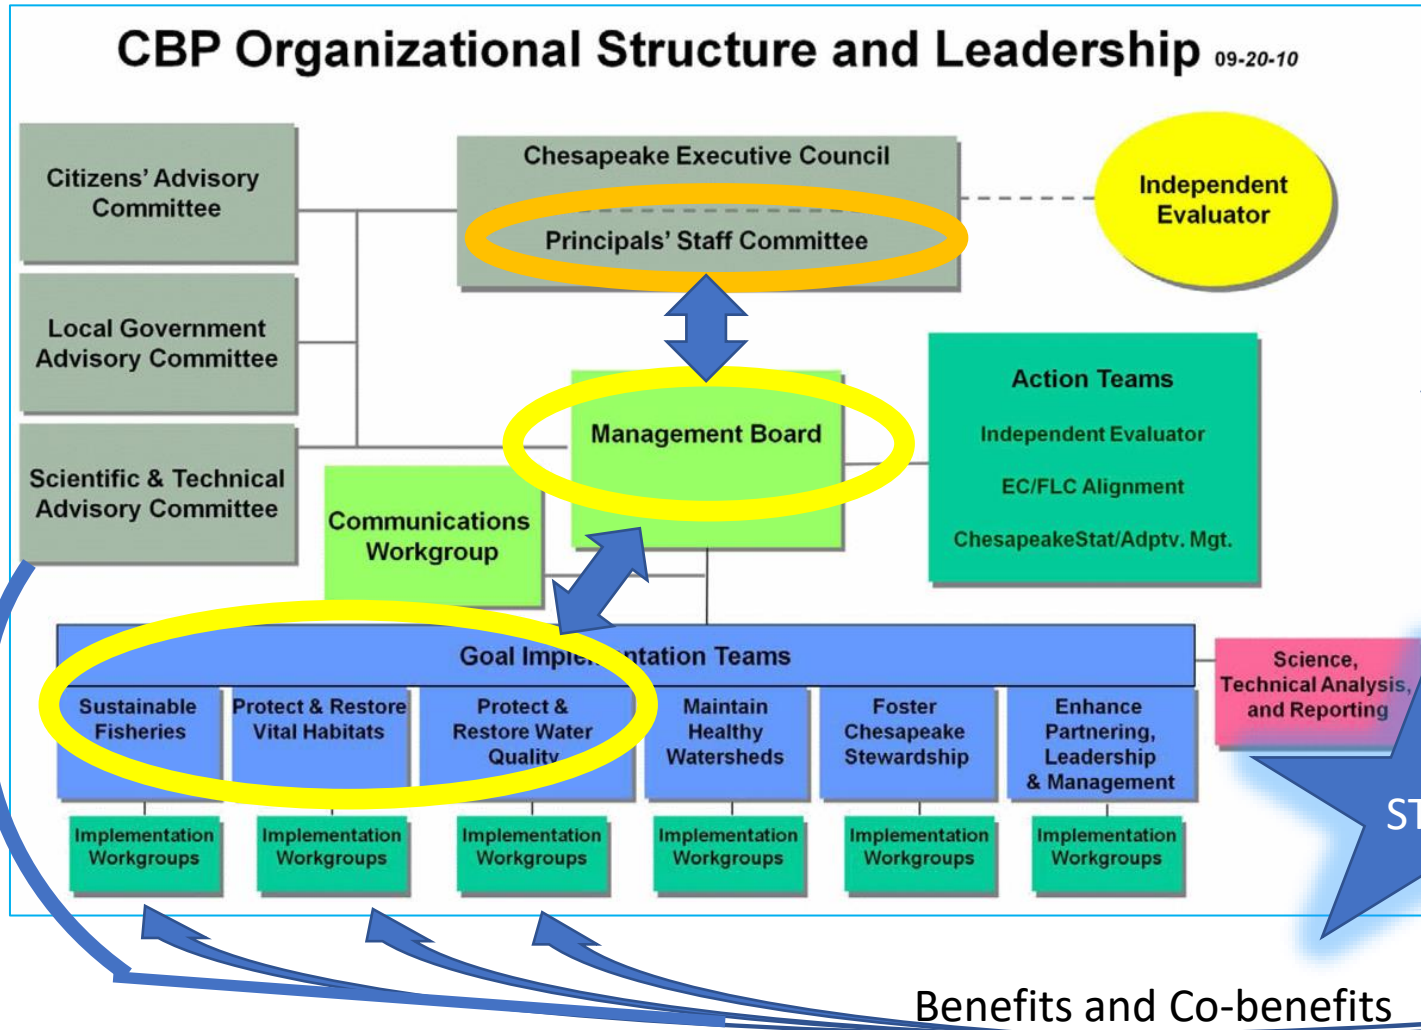 CBP Organizational Structure and Leadership 09-20-10
Citizens' Advisory
Committee
Chesapeake Executive Council
Principals' Staff Committee
Independent
Evaluator
Local Government
Advisory Committee
Scientific & Technical
Advisory Committee
Management Board
Communications
Workgroup
Action Teams
Independent Evaluator
EC/FLC Alignment
ChesapeakeStat/Adptv. Mgt.
Goal Implementation Teams
Sustainable
Fisheries
Protect & Restore
Vital Habitats
Protect &
Restore Water
Quality
Maintain
Healthy
Watersheds
Foster
Chesapeake
Stewardship
Enhance
Partnering,
Leadership
& Management
Science,
Technical Analysis,
and Reporting
Implementation
Workgroups
Implementation
Workgroups
Implementation
Workgroups
Implementation
Workgroups
Implementation
Workgroups
Implementation
Workgroups
ST
Benefits and Co-benefits